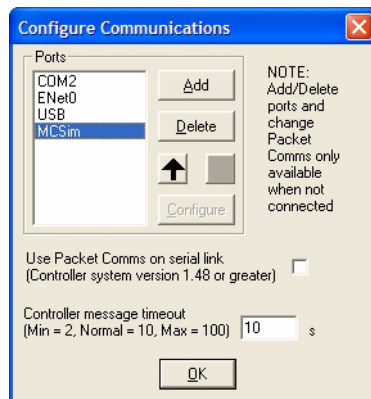 Configure Communications
Ports
COM2
ENet0
USB
MCSim
Add
Delete
Configure
NOTE:
Add/Delete
ports and
change
Packet
Comms only
available
when not
connected
Use Packet Comms on serial link
(Controller system version 1.48 or greater)
Controller message timeout
(Min = 2, Normal = 10, Max = 100) 10 s
OK